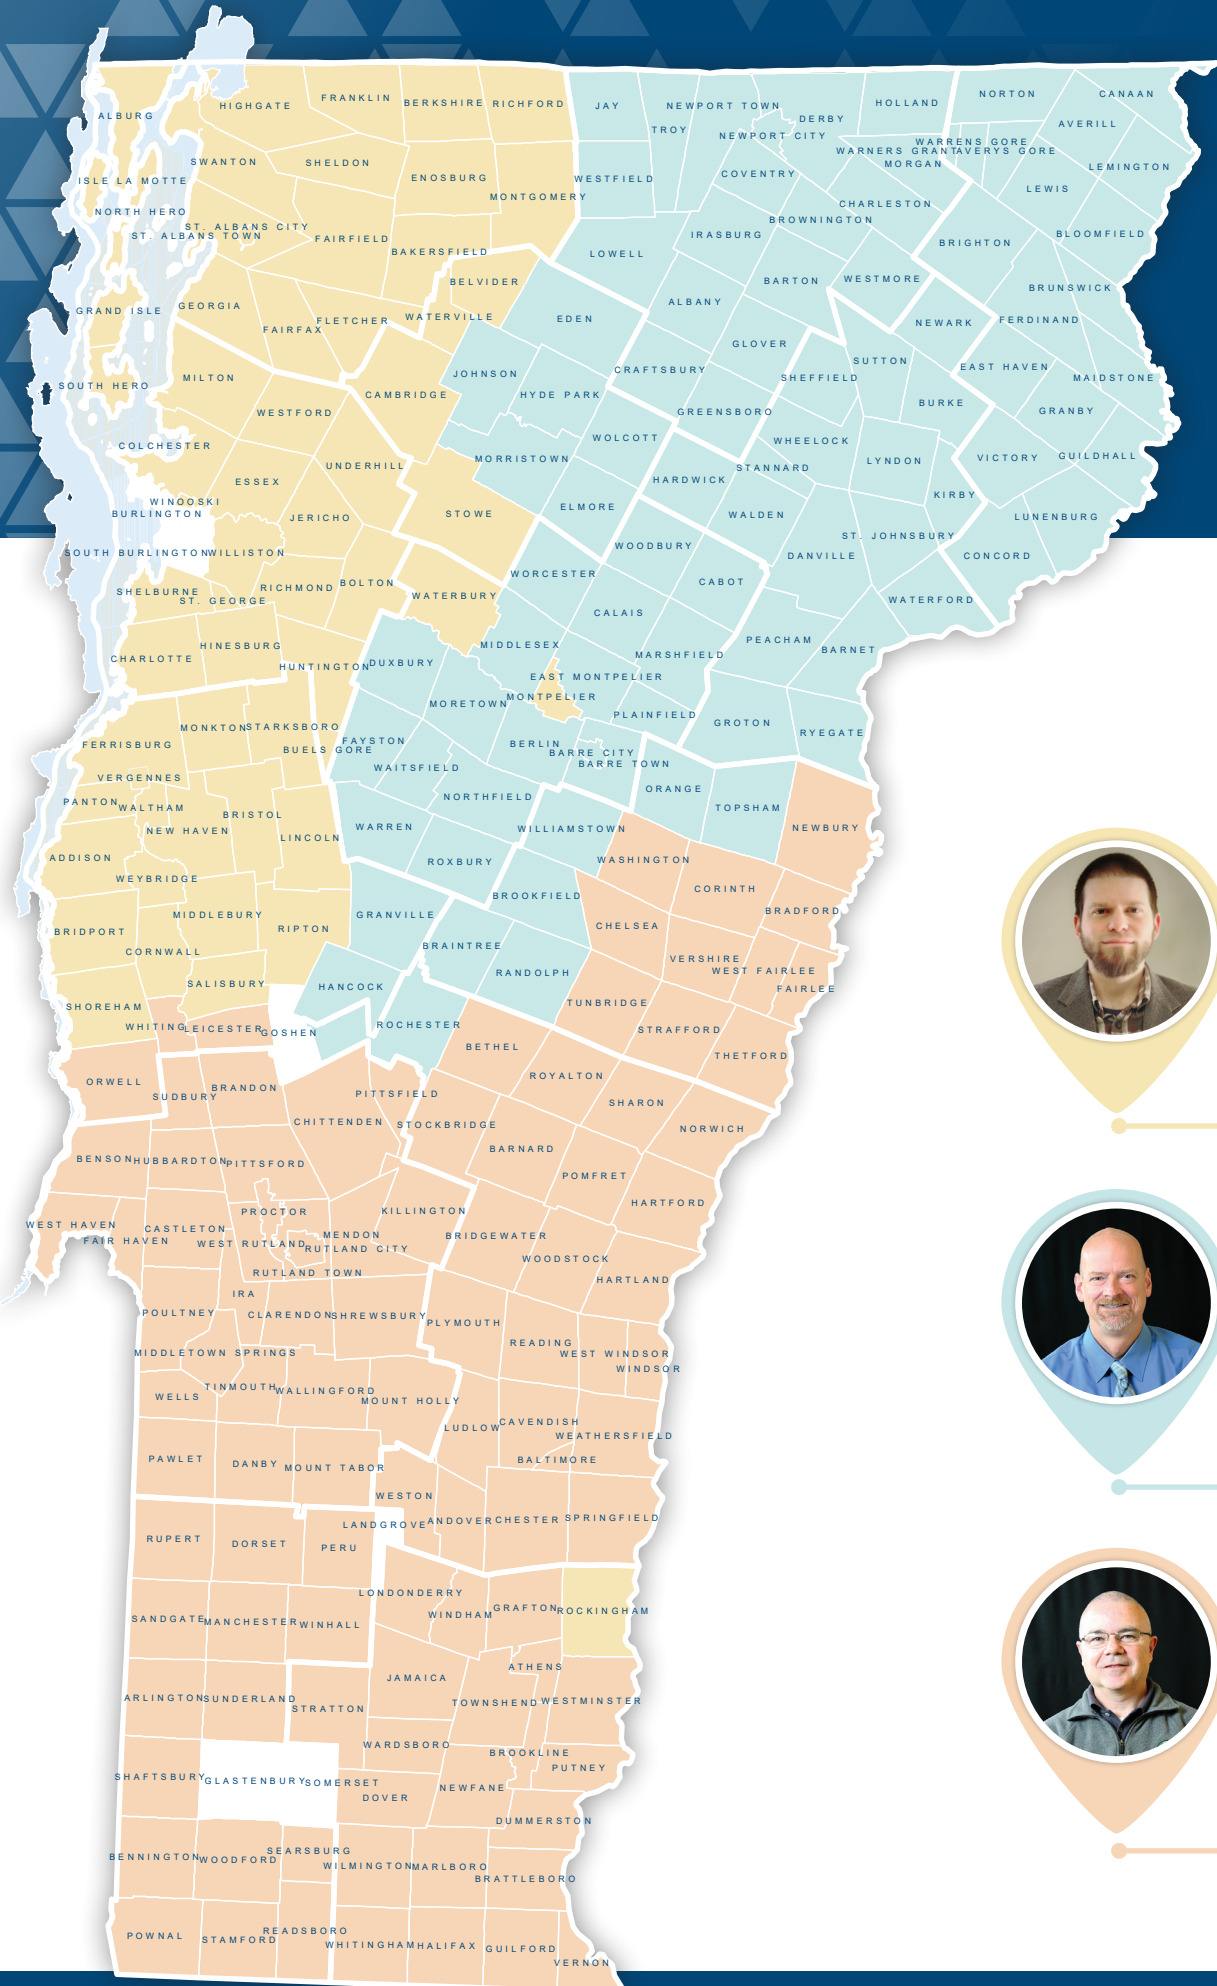 ALBURG
HIGHGATE
FRANKLIN
BERKSHIRE
RICHFORD
JAY
NEWPORT TOWN
TROY
DERBY
NEWPORT CITY
HOLLAND
NORTON
CANAAN
AVERILL
WARRENS GORE
WARNERS GRANT
AVERYS GORE
MORGAN
LEMINGTON
SWANTON
SHELDON
ENOSBURG
MONTGOMERY
WESTFIELD
COVENTRY
LEWIS
ISLE LA MOTTE
NORTH HERO
ST. ALBANS CITY
ST. ALBANS TOWN
FAIRFIELD
BAKERSFIELD
LOWELL
IRASBURG
CHARLESTON
BROWNINGTON
BRIGHTON
BLOOMFIELD
BELVIDER
BARTON
WESTMORE
BRUNSWICK
GRAND ISLE
GEORGIA
FAIRFAX
FLETCHER
WATERVILLE
EDEN
ALBANY
NEWARK
FERDINAND
GLOVER
SUTTON
EAST HAVEN
MAIDSTONE
SOUTH HERO
MILTON
CAMBRIDGE
JOHNSON
HYDE PARK
CRAFTSBURY
SHEFFIELD
WESTFORD
GREENSBORO
BURKE
GRANBY
COLCHESTER
WOLCOTT
WHEELOCK
LYNDON
VICTORY
GUILDHALL
UNDERHILL
MORRISTOWN
STANNARD
HARDWICK
ESSEX
KIRBY
WINOOSKI
BURLINGTON
JERICHO
STOWE
ELMORE
WALDEN
LUNENBURG
ST. JOHNSBURY
SOUTH BURLINGTON
WILLISTON
WOODBURY
DANVILLE
CONCORD
WORCESTER
CABOT
SHELBURNE
ST. GEORGE
RICHMOND
BOLTON
WATERBURY
CALAIS
WATERFORD
HINESBURG
CHARLOTTE
HUNTINGTON
DUXBURY
MIDDLESEX
MARSHFIELD
PEACHAM
BARNET
EAST MONTPELIER
MONTPELIER
MORETOWN
PLAINFIELD
GROTON
RYEGATE
MONKTON
STARKSBORO
FERRISBURG
BUELS GORE
FAYSTON
BERLIN
BARRE CITY
BARRE TOWN
VERGENNES
WAITSFIELD
ORANGE
PANTON
WALTHAM
NORTHFIELD
TOPSHAM
BRISTOL
NEW HAVEN
LINCOLN
WARREN
WILLIAMSTOWN
NEWBURY
ADDISON
ROXBURY
WASHINGTON
WEYBRIDGE
CORINTH
BROOKFIELD
MIDDLEBURY
GRANVILLE
BRADFORD
BRIDPORT
RIPTON
CHELSEA
CORNWALL
BRAINTREE
VERSHIRE
WEST FAIRLEE
RANDOLPH
SALISBURY
HANCOCK
FAIRLEE
SHOREHAM
TUNBRIDGE
WHITING
LEICESTER
GOSHEN
ROCHESTER
STRAFFORD
BETHEL
THETFORD
ORWELL
SUDBURY
BRANDON
PITTSFIELD
ROYALTON
SHARON
CHITTENDEN
STOCKBRIDGE
NORWICH
BARNARD
BENSON
HUBBARDTON
PITTSFORD
POMFRET
HARTFORD
WEST HAVEN
CASTLETON
PROCTOR
KILLINGTON
FAIR HAVEN
WEST RUTLAND
MENDON
RUTLAND CITY
BRIDGEWATER
WOODSTOCK
RUTLAND TOWN
HARTLAND
IRA
POULTNEY
CLARENDON
SHREWSBURY
PLYMOUTH
READING
MIDDLETOWN SPRINGS
WEST WINDSOR
WINDSOR
TINMOUTH
WELLS
WALLINGFORD
MOUNT HOLLY
LUDLOW
CAVENDISH
WEATHERSFIELD
PAWLET
DANBY
MOUNT TABOR
BALTIMORE
WESTON
LANDGROVE
ANDOVER
CHESTER
SPRINGFIELD
RUPERT
DORSET
PERU
LONDONDERRY
WINDHAM
GRAFTON
ROCKINGHAM
SANDGATE
MANCHESTER
WINHALL
ATHENS
JAMAICA
ARLINGTON
SUNDERLAND
STRATTON
TOWNSHEND
WESTMINSTER
WARDSBORO
BROOKLINE
PUTNEY
SHAFTSBURY
GLASTENBURY
SOMERSET
DOVER
NEWFANE
DUMMERSTON
BENNINGTON
WOODFORD
SEARSBURG
WILMINGTON
MARLBORO
BRATTLEBORO
POWNAL
STAMFORD
READSBORO
WHITINGHAM
HALIFAX
GUILFORD
VERNON